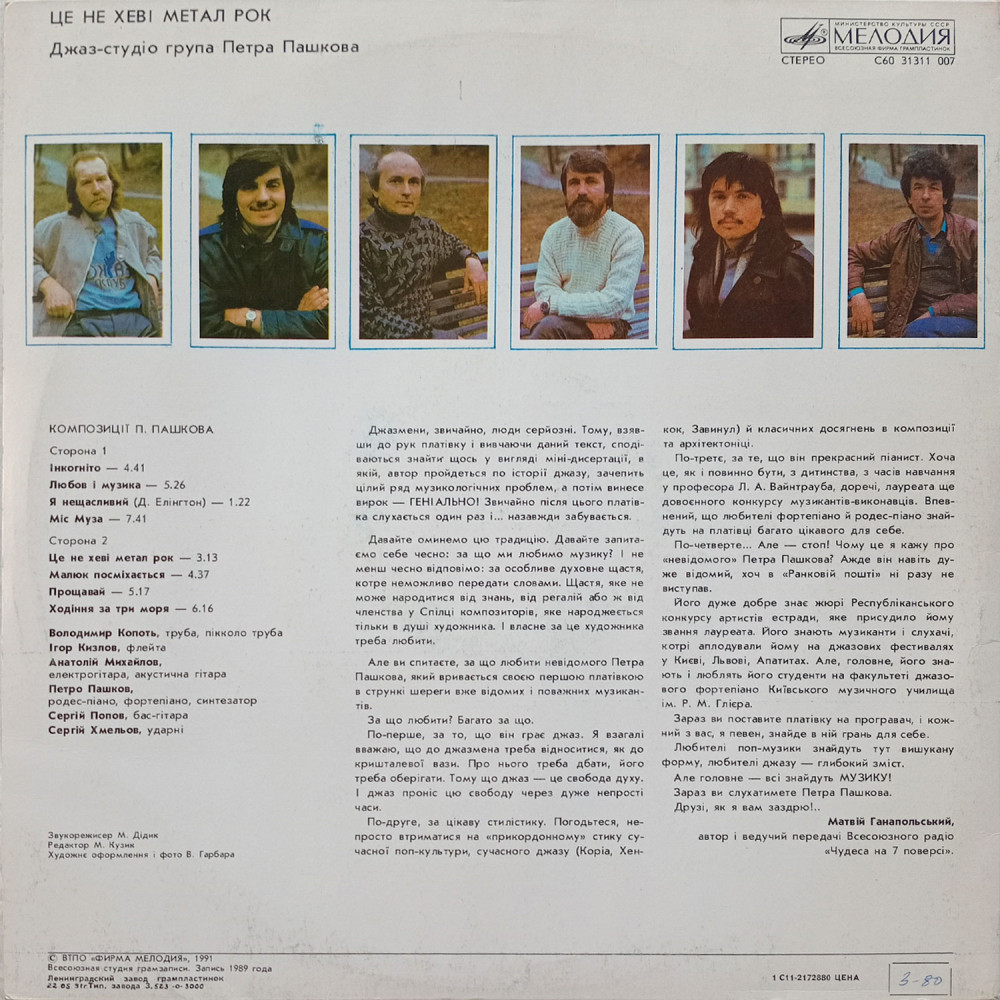 ЦЕ НЕ ХЕВІ МЕТАЛ РОК
Джаз-студіо група Петра Пашкова
МИНИСТЕРСТВО КУЛЬТУРЫ СССР
МЕЛОДИЯ
ВСЕСОЮЗНАЯ ФИРМА ГРАМПЛАСТИНОК
СТЕРЕО С60 31311 007
КОМПОЗИЦІЇ П. ПАШКОВА
Сторона 1
Інкогніто — 4.41
Любов і музика — 5.26
Я нещасливий (Д. Елінгтон) — 1.22
Міс Муза — 7.41
Сторона 2
Це не хеві метал рок — 3.13
Малюк посміхається — 4.37
Прощавай — 5.17
Ходіння за три моря — 6.16
Володимир Копоть, труба, пікколо труба
Ігор Кизлов, флейта
Анатолій Михайлов,
електрогітара, акустична гітара
Петро Пашков,
родес-піано, фортепіано, синтезатор
Сергій Попов, бас-гітара
Сергій Хмельов, ударні
Звукорежисер М. Дідик
Редактор М. Кузик
Художнє оформлення і фото В. Гарбара
Джазмени, звичайно, люди серйозні. Тому, взяв-
ши до рук платівку і вивчаючи даний текст, споді-
ваються знайти щось у вигляді міні-дисертації, в
якій, автор пройдеться по історії джазу, зачепить
цілий ряд музикологічних проблем, а потім винесе
вирок — ГЕНІАЛЬНО! Звичайно після цього платів-
ка слухається один раз і... назавжди забувається.
Давайте оминемо цю традицію. Давайте запита-
ємо себе чесно: за що ми любимо музику? І не
менш чесно відповімо: за особливе духовне щастя,
котре неможливо передати словами. Щастя, яке не
може народитися від знань, від регалій або ж від
членства у Спілці композиторів, яке народжується
тільки в душі художника. І власне за це художника
треба любити.
Але ви спитаєте, за що любити невідомого Петра
Пашкова, який вривається своєю першою платівкою
в стрункі шереги вже відомих і поважних музикан-
тів.
За що любити? Багато за що.
По-перше, за то, що він грає джаз. Я взагалі
вважаю, що до джазмена треба відноситися, як до
кришталевої вази. Про нього треба дбати, його
треба оберігати. Тому що джаз — це свобода духу.
І джаз проніс цю свободу через дуже непрості
часи.
По-друге, за цікаву стилістику. Погодьтеся, не-
просто втриматися на «прикордонному» стику су-
часної поп-культури, сучасного джазу (Коріа, Хен-
кок, Завинул) й класичних досягнень в композиції
та архітектоніці.
По-третє, за те, що він прекрасний піанист. Хоча
це, як і повинно бути, з дитинства, з часів навчання
у професора Л. А. Вайнтрауба, доречі, лауреата ще
довоєнного конкурсу музикантів-виконавців. Впев-
нений, що любителі фортепіано й родес-піано знай-
дуть на платівці багато цікавого для себе.
По-четверте... Але — стоп! Чому це я кажу про
«невідомого» Петра Пашкова? Ажде він навіть ду-
же відомий, хоч в «Ранковій пошті» ні разу не
виступав.
Його дуже добре знає жюрі Республіканського
конкурсу артистів естради, яке присудило йому
звання лауреата. Його знають музиканти і слухачі,
котрі аплодували йому на джазових фестивалях
у Києві, Львові, Апатитах. Але, головне, його зна-
ють і люблять його студенти на факультеті джазо-
вого фортепіано Київського музичного училища
ім. Р. М. Глієра.
Зараз ви поставите платівку на програвач, і кож-
ний з вас, я певен, знайде в ній грань для себе.
Любителі поп-музики знайдуть тут вишукану
форму, любителі джазу — глибокий зміст.
Але головне — всі знайдуть МУЗИКУ!
Зараз ви слухатимете Петра Пашкова.
Друзі, як я вам заздрю!..
Матвій Ганапольський,
автор і ведучий передачі Всесоюзного радіо
«Чудеса на 7 поверсі».
© ВТПО «ФИРМА МЕЛОДИЯ», 1991
Всесоюзная студия грамзаписи. Запись 1989 года
Ленинградский завод грампластинок
22.05 91г. Тип. завода З. 523 -0-3000
1 С11-2172880 ЦЕНА
3-80